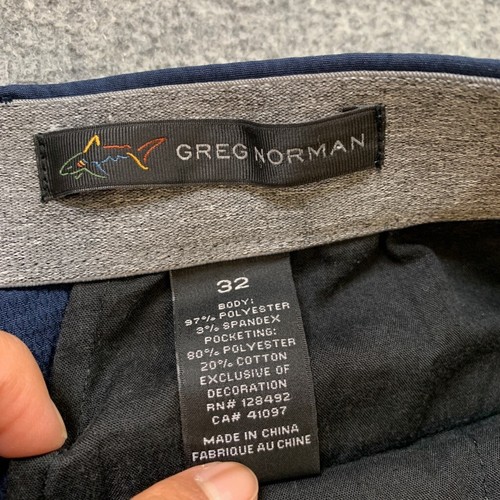 GREG NORMAN
32
BODY:
97% POLYESTER
3% SPANDEX
POCKETING:
80% POLYESTER
20% COTTON
EXCLUSIVE OF
DECORATION
RN# 128492
CA# 41097
MADE IN CHINA
FABRIQUE AU CHINE